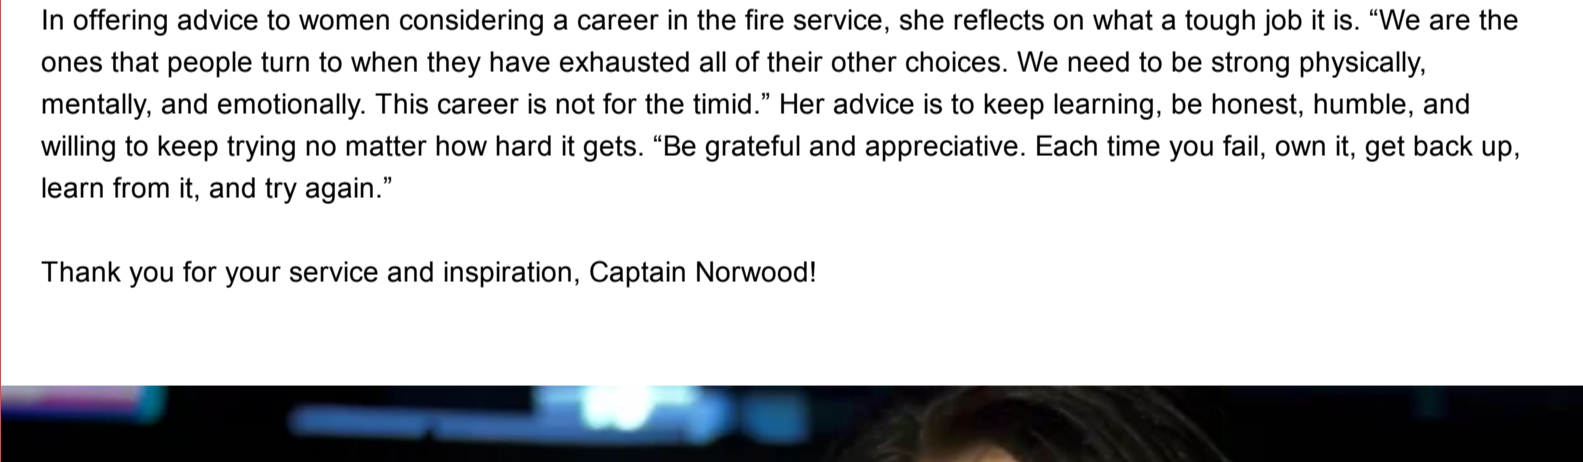 In offering advice to women considering a career in the fire service, she reflects on what a tough job it is. “We are the
ones that people turn to when they have exhausted all of their other choices. We need to be strong physically,
mentally, and emotionally. This career is not for the timid.” Her advice is to keep learning, be honest, humble, and
willing to keep trying no matter how hard it gets. “Be grateful and appreciative. Each time you fail, own it, get back up,
learn from it, and try again.”
Thank you for your service and inspiration, Captain Norwood!